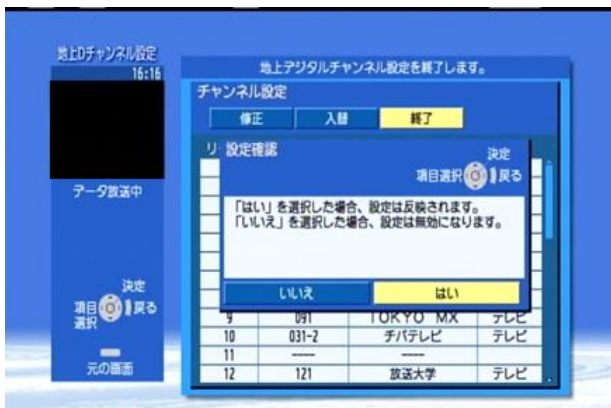 地上Dチャンネル設定
16:16
データ放送中
決定
項目選択
戻る
元の画面
地上デジタルチャンネル設定を終了します。
チャンネル設定
修正 入替 終了
リ
設定確認
決定
項目選択 戻る
「はい」を選択した場合、設定は反映されます。
「いいえ」を選択した場合、設定は無効になります。
いいえ はい
9 091 TOKYO MX テレビ
10 031-2 チバテレビ テレビ
11 ---- ----
12 121 放送大学 テレビ